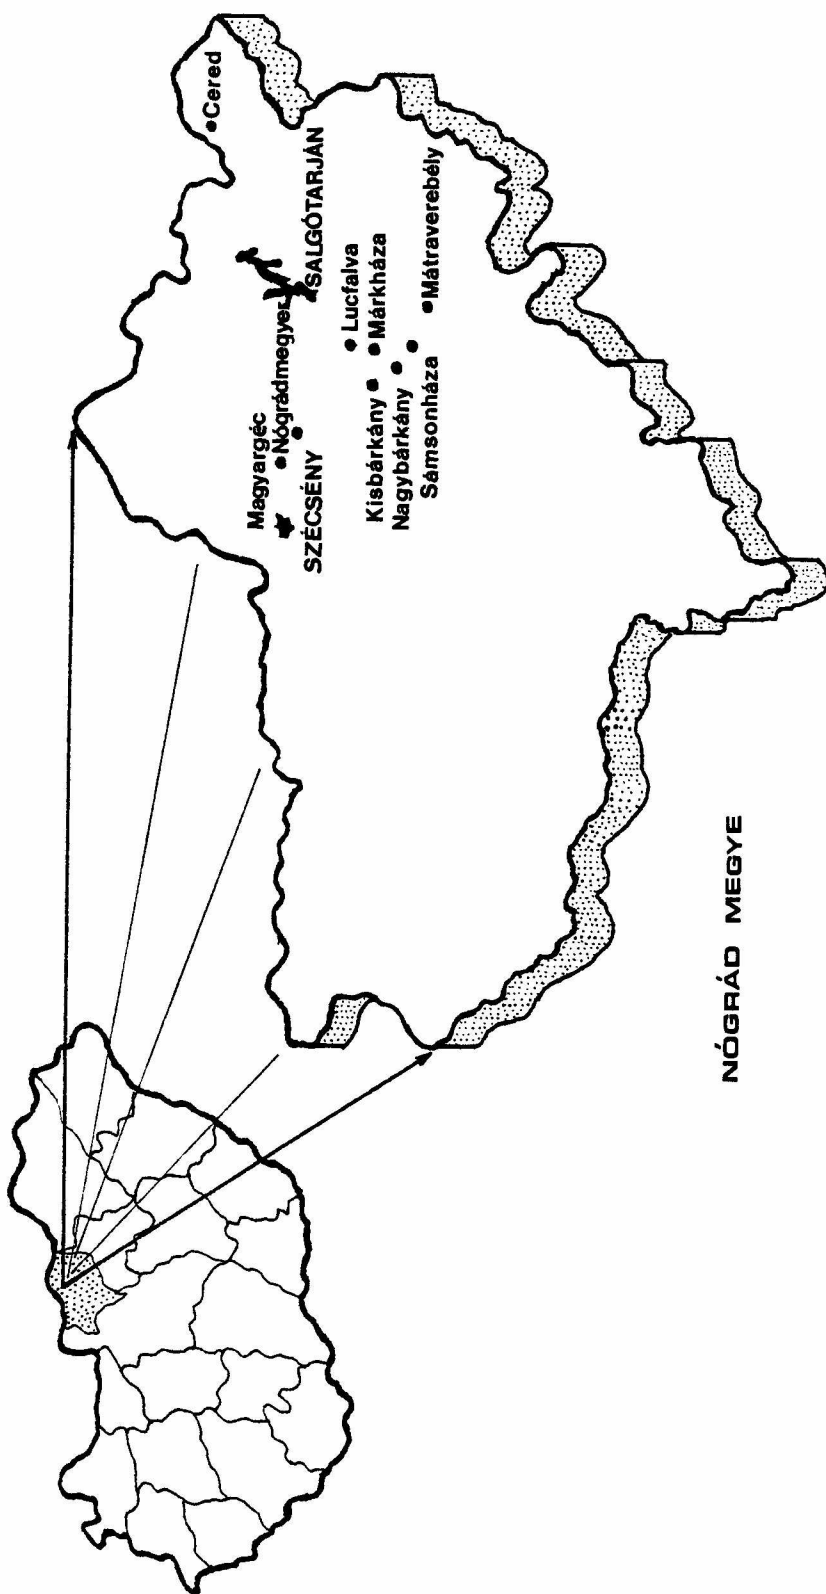 Cered
SALGÓTARJÁN
Magyargéc
Nógrádmegyer
SZÉCSÉNY
Lucfalva
Márkháza
Kisbárkány
Nagybárkány
Sámsonháza
Mátraverebély
NÓGRÁD MEGYE